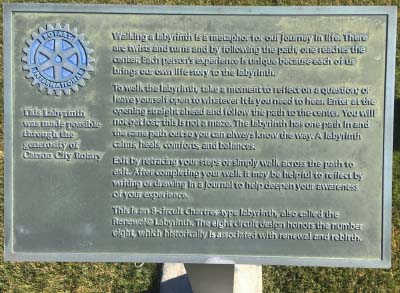 ROTARY
INTERNATIONAL
This Labyrinth
was made possible
through the
generosity of
Carson City Rotary
Walking a labyrinth is a metaphor for our journey in life. There
are twists and turns and by following the path, one reaches the
center. Each person's experience is unique because each of us
brings our own life story to the labyrinth.
To walk the labyrinth, take a moment to reflect on a question; or
leave yourself open to whatever it is you need to hear. Enter at the
opening straight ahead and follow the path to the center. You will
not get lost; this is not a maze. The labyrinth has one path in and
the same path out so you can always know the way. A labyrinth
calms, heals, comforts and balances.
Exit by retracing your steps or simply walk across the path to
exit. After completing your walk, it may be helpful to reflect by
writing or drawing in a journal to help deepen your awareness
of your experience.
This is an 8-circuit Chartres-type labyrinth, also called the
Renewal® Labyrinth. The eight circuit design honors the number
eight, which historically is associated with renewal and rebirth.